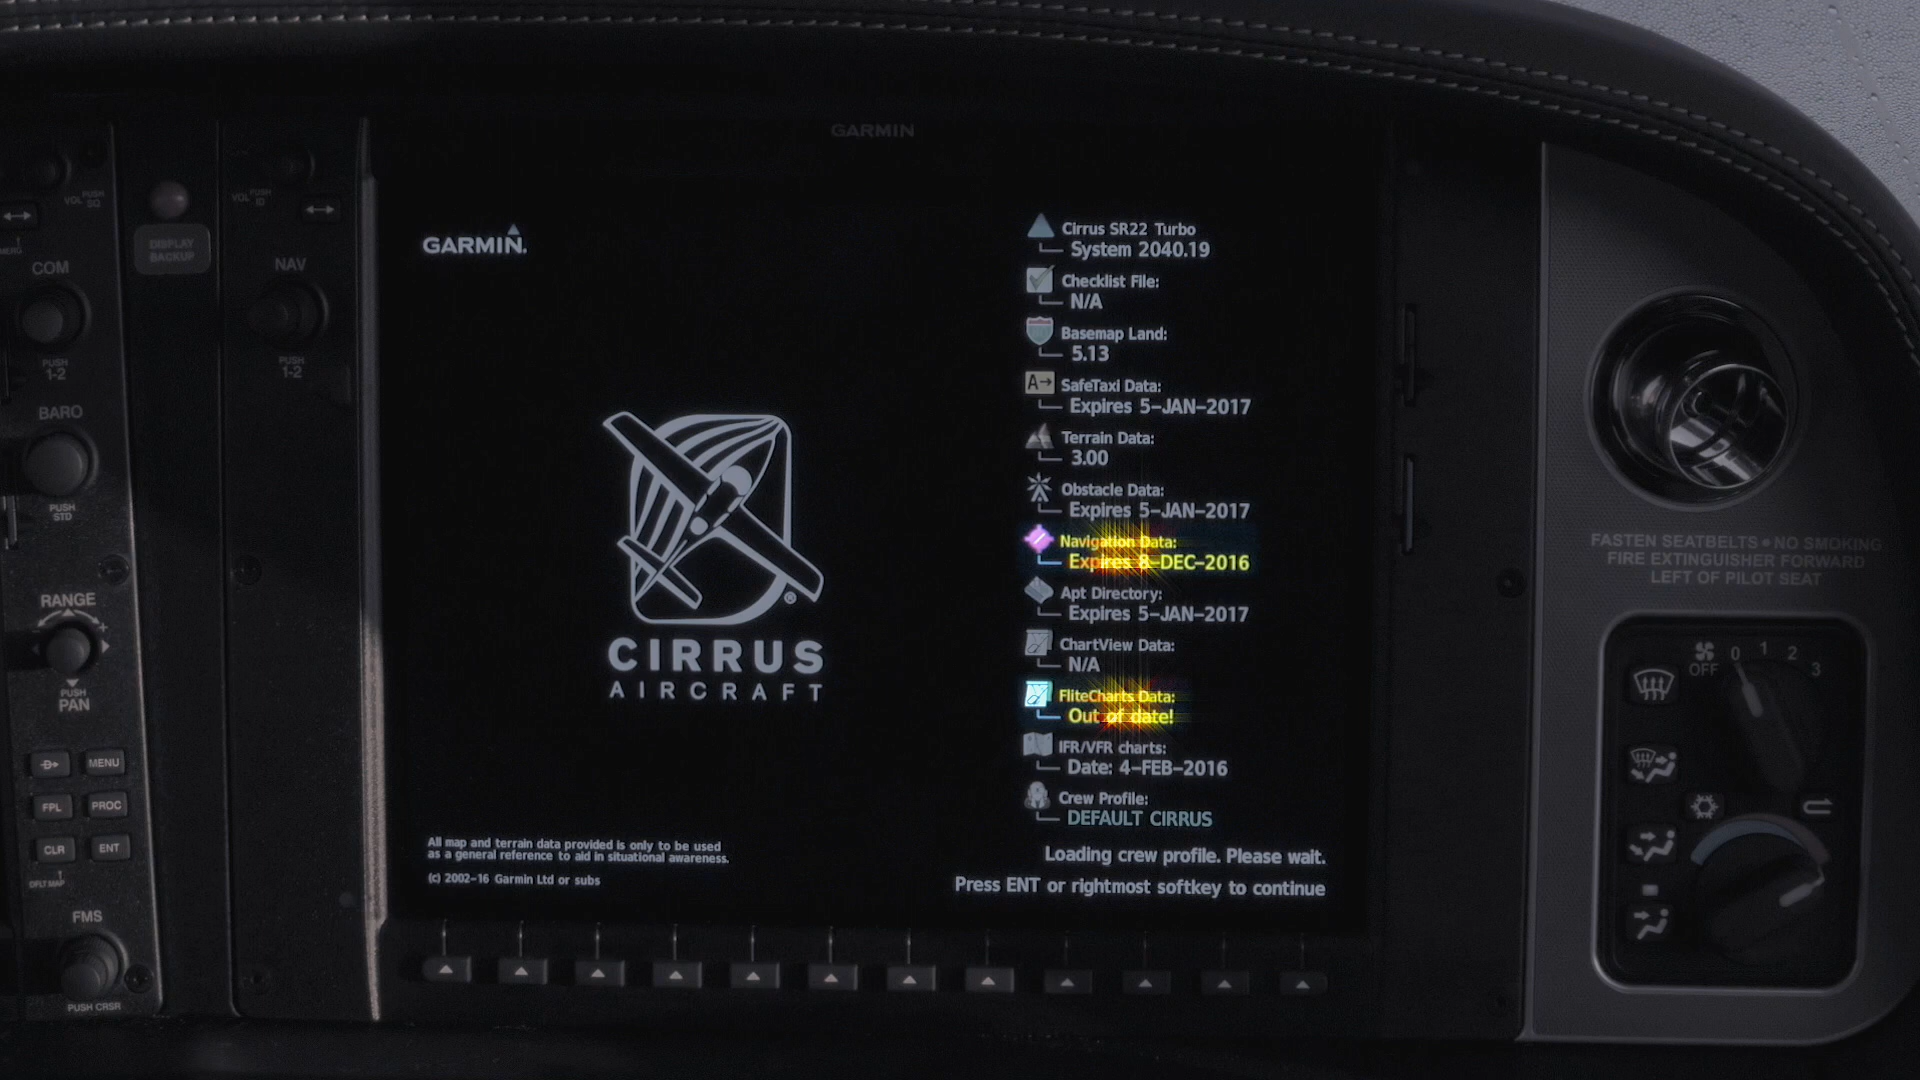 GARMIN
VOL PUSH SQ
VOL PUSH ID
DISPLAY
BACKUP
COM
NAV
PUSH
1-2
PUSH
1-2
BARO
PUSH
STD
RANGE
PUSH
PAN
MENU
FPL
PROC
CLR
ENT
DFLT MAP
FMS
PUSH CRSR
GARMIN.
CIRRUS
AIRCRAFT
All map and terrain data provided is only to be used
as a general reference to aid in situational awareness.
(c) 2002-16 Garmin Ltd or subs
Cirrus SR22 Turbo
System 2040.19
Checklist File:
N/A
Basemap Land:
5.13
A→ SafeTaxi Data:
Expires 5-JAN-2017
Terrain Data:
3.00
Obstacle Data:
Expires 5-JAN-2017
Navigation Data:
Expires 8-DEC-2016
Apt Directory:
Expires 5-JAN-2017
ChartView Data:
N/A
FliteCharts Data:
Out of date!
IFR/VFR charts:
Date: 4-FEB-2016
Crew Profile:
DEFAULT CIRRUS
Loading crew profile. Please wait.
Press ENT or rightmost softkey to continue
FASTEN SEATBELTS • NO SMOKING
FIRE EXTINGUISHER FORWARD
LEFT OF PILOT SEAT
OFF 0 1 2 3